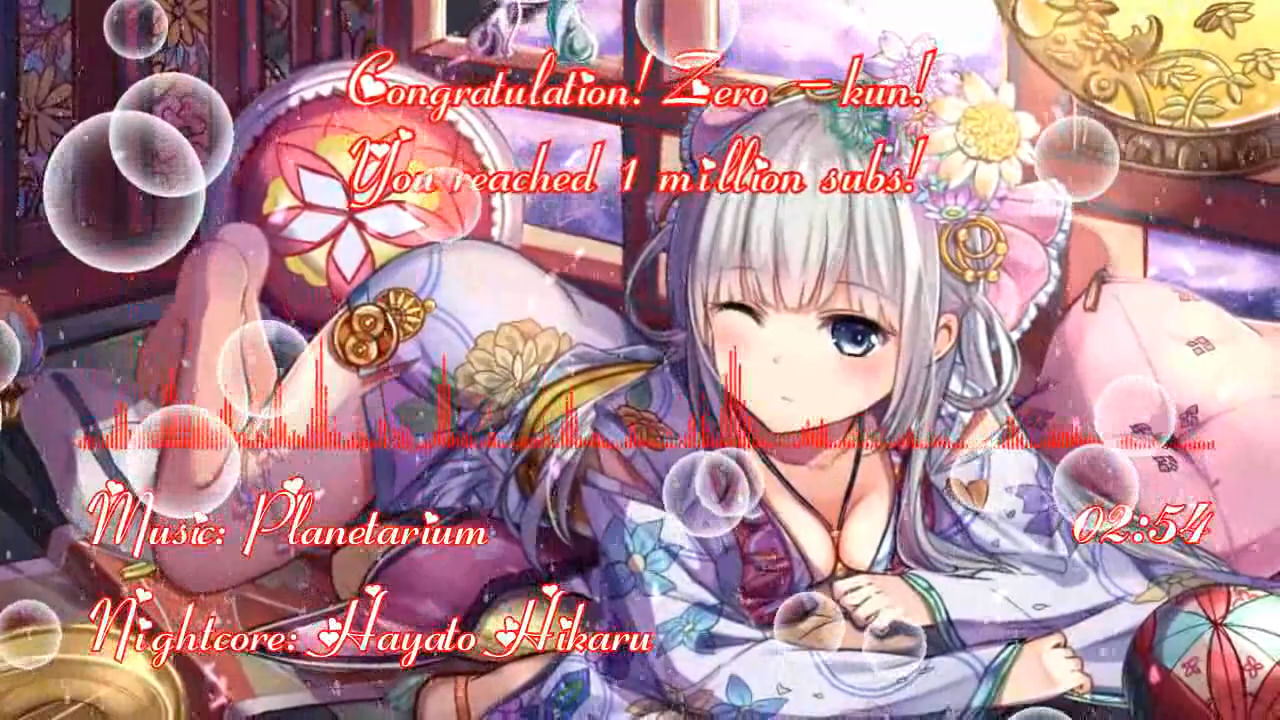 Congratulation! Zero - kun!
You reached 1 million subs!
Music: Planetarium
02:54
Nightcore: Hayato Hikaru